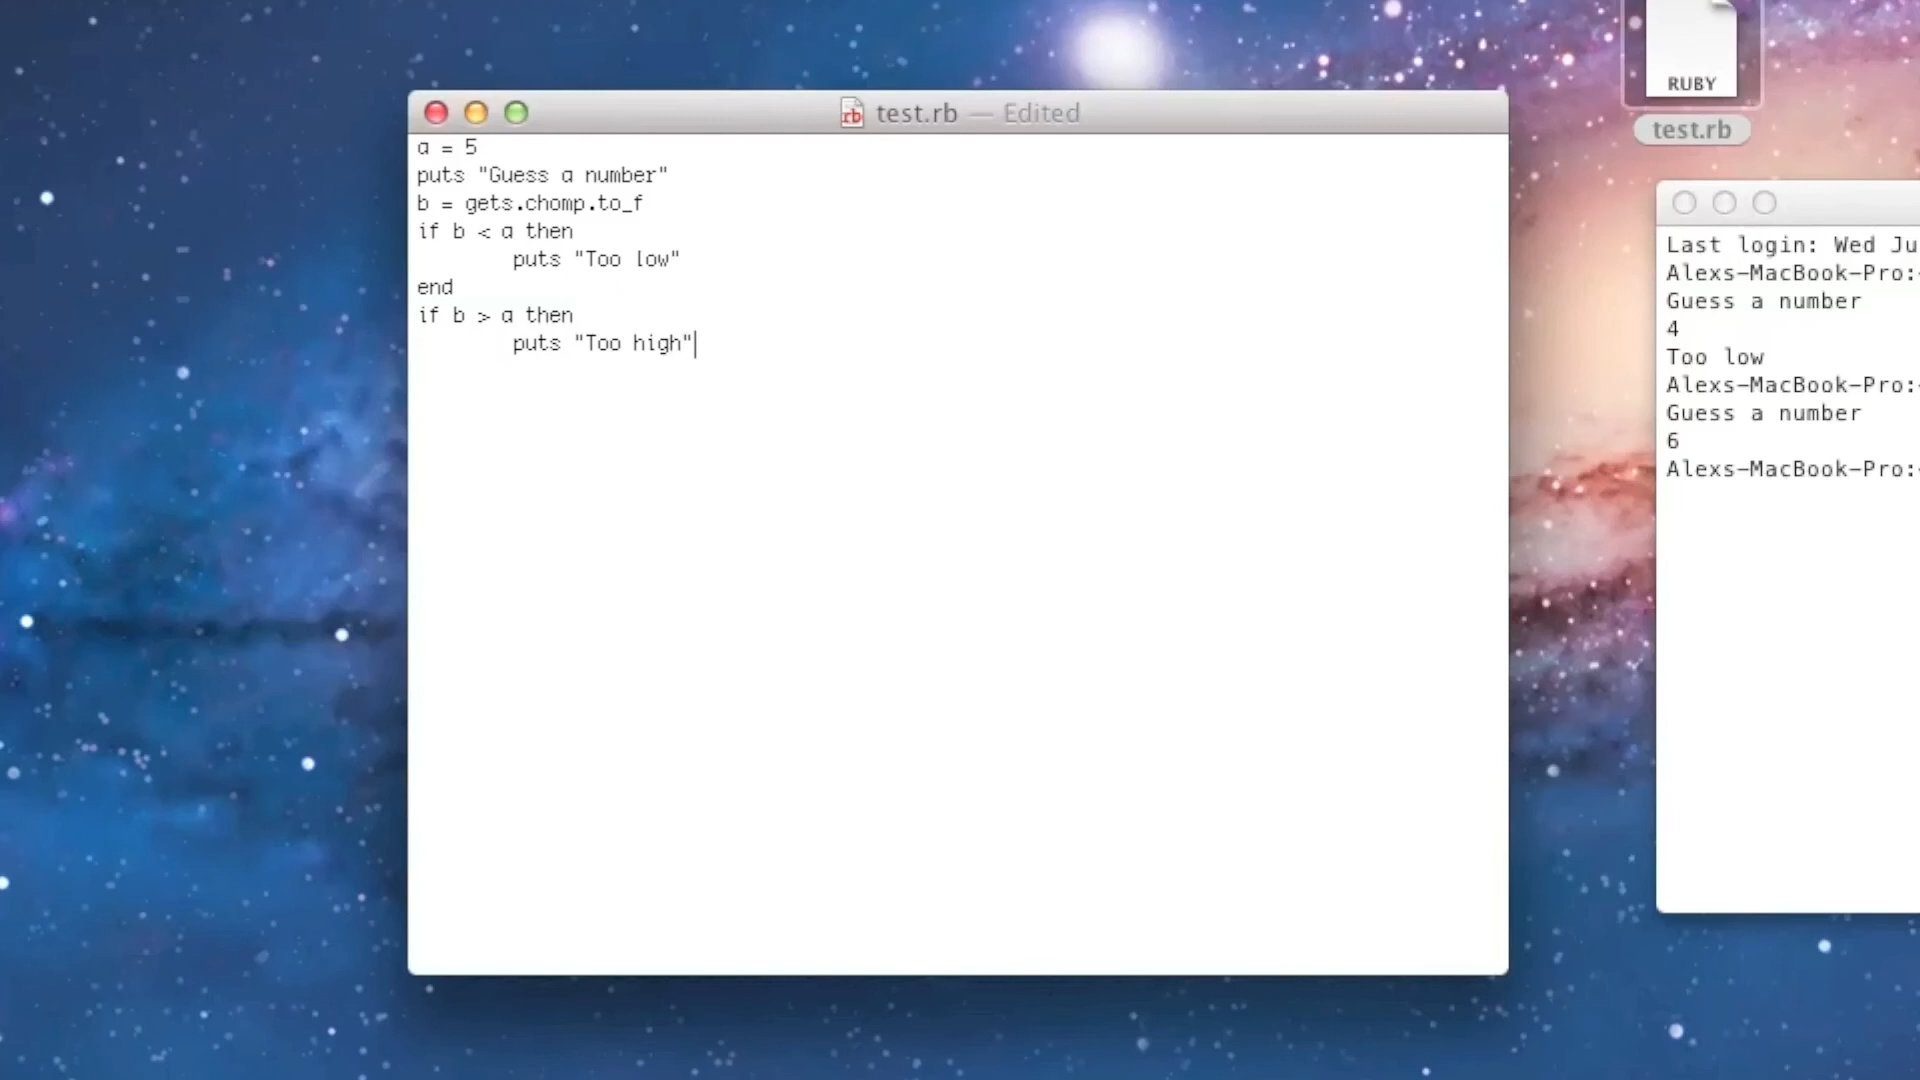 RUBY
test.rb
rb test.rb — Edited
a = 5
puts "Guess a number"
b = gets.chomp.to_f
if b < a then
puts "Too low"
end
if b > a then
puts "Too high"
Last login: Wed Ju
Alexs-MacBook-Pro:
Guess a number
4
Too low
Alexs-MacBook-Pro:
Guess a number
6
Alexs-MacBook-Pro: